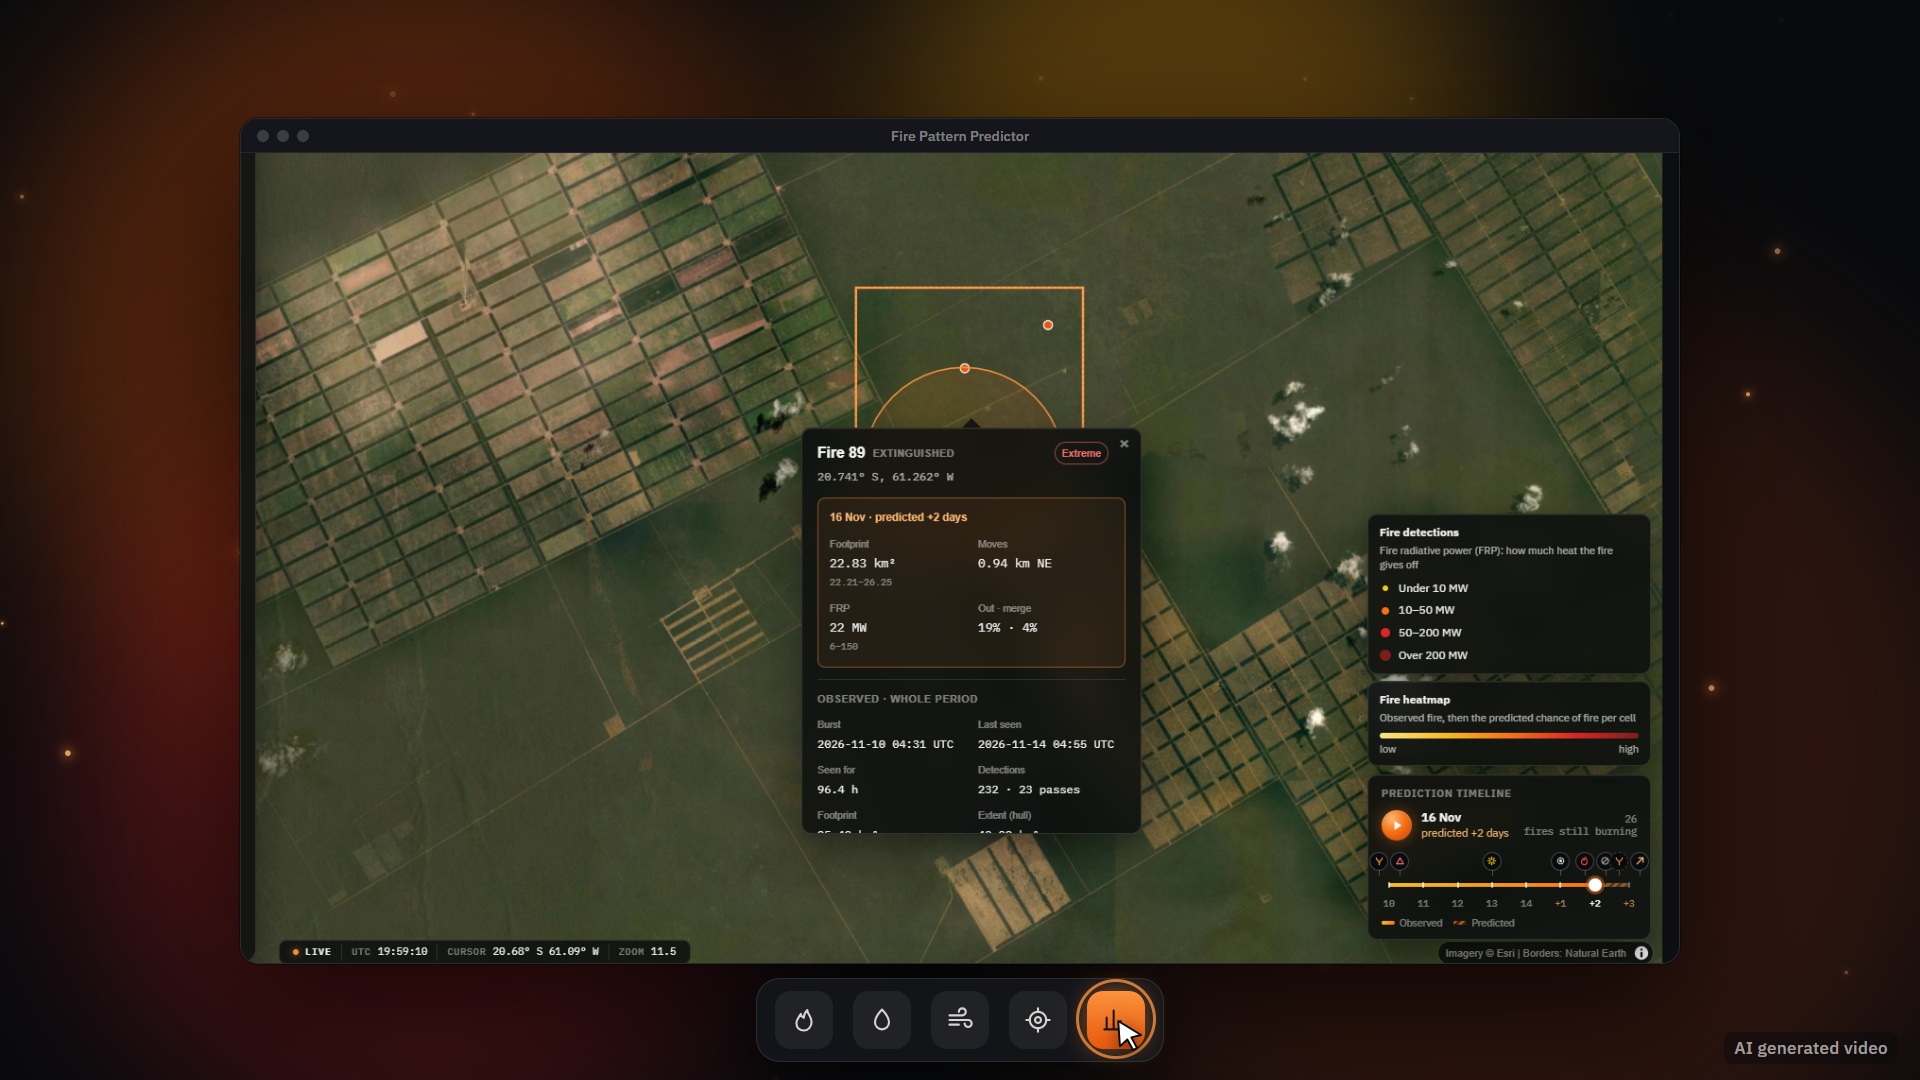 Fire Pattern Predictor
Fire 89 EXTINGUISHED
Extreme
20.741° S, 61.262° W
16 Nov · predicted +2 days
Footprint
Moves
22.83 km²
0.94 km NE
22.21–26.25
FRP
Out · merge
22 MW
19% · 4%
6–150
OBSERVED · WHOLE PERIOD
Burst
Last seen
2026-11-10 04:31 UTC
2026-11-14 04:55 UTC
Seen for
Detections
96.4 h
232 · 23 passes
Footprint
Extent (hull)
Fire detections
Fire radiative power (FRP): how much heat the fire
gives off
Under 10 MW
10–50 MW
50–200 MW
Over 200 MW
Fire heatmap
Observed fire, then the predicted chance of fire per cell
low
high
PREDICTION TIMELINE
16 Nov
predicted +2 days
26
fires still burning
10 11 12 13 14 +1 +2 +3
Observed Predicted
LIVE UTC 19:59:10 CURSOR 20.68° S 61.09° W ZOOM 11.5
Imagery © Esri | Borders: Natural Earth
AI generated video